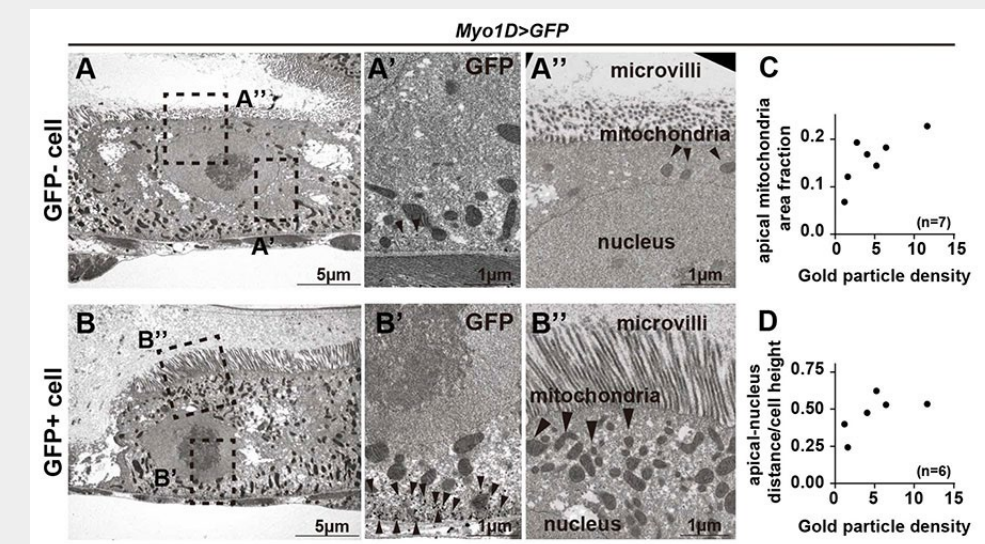 Myo1D>GFP
GFP- cell
A
A''
A'
5μm
A'
GFP
1μm
A''
microvilli
mitochondria
nucleus
1μm
C
apical mitochondria
area fraction
0.2
0.1
0.0
0
5
10
15
(n=7)
Gold particle density
GFP+ cell
B
B''
B'
5μm
B'
GFP
1μm
B''
microvilli
mitochondria
nucleus
1μm
D
apical-nucleus
distance/cell height
0.75
0.50
0.25
0.00
0
5
10
15
(n=6)
Gold particle density